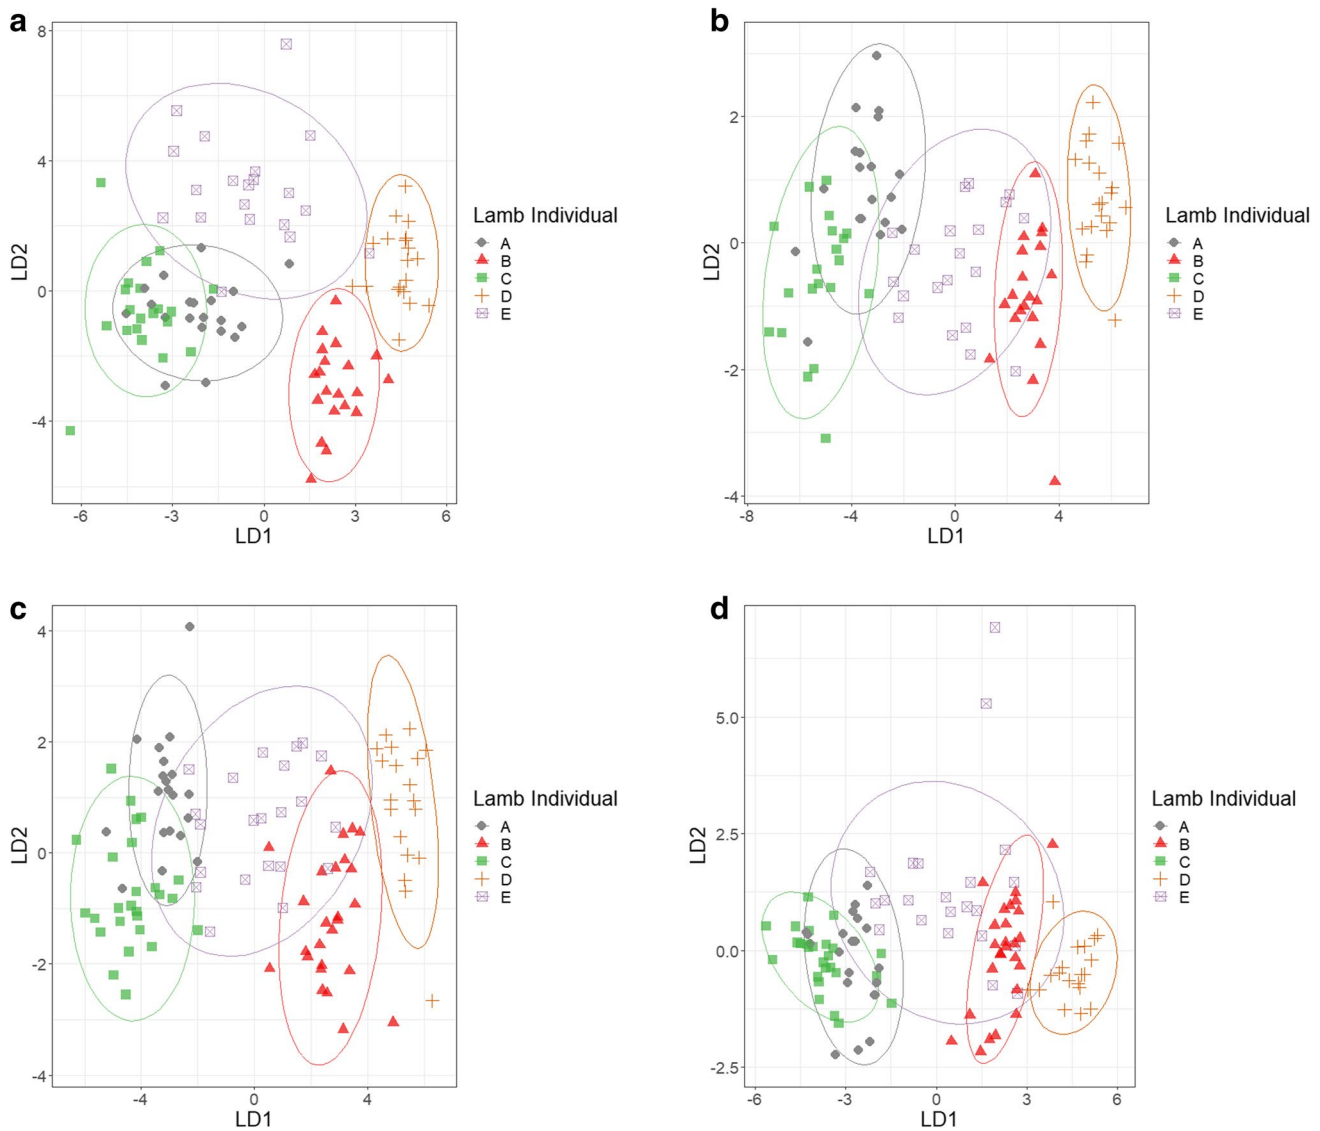 a
8
4
0
-4
LD2
-6 -3 0 3 6
LD1
Lamb Individual
A
B
C
D
E
b
2
0
-2
-4
LD2
-8 -4 0 4
LD1
Lamb Individual
A
B
C
D
E
c
4
2
0
-2
-4
LD2
-4 0 4
LD1
Lamb Individual
A
B
C
D
E
d
5.0
2.5
0.0
-2.5
LD2
-6 -3 0 3 6
LD1
Lamb Individual
A
B
C
D
E